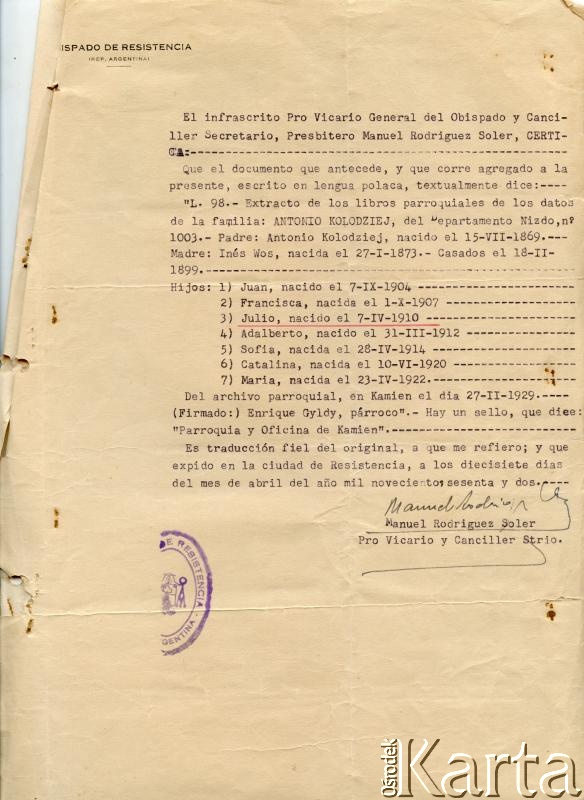 ISPADO DE RESISTENCIA
(REP. ARGENTINA)
El infrascrito Pro Vicario General del Obispado y Canci-
ller Secretario, Presbitero Manuel Rodriguez Soler, CERTI-
CA:-------------------------------------------------
Que el documento que antecede, y que corre agregado a la
presente, escrito en lengua polaca, textualmente dice:----
"L. 98.- Extracto de los libros parroquiales de los datos
de la familia: ANTONIO KOLODZIEJ, del Departamento Nizdo,nº
1003.- Padre: Antonio Kolodziej, nacido el 15-VII-1869.---
Madre: Inés Wos, nacida el 27-I-1873.- Casados el 18-II-
1899.-------------------------------------------------
Hijos: 1) Juan, nacido el 7-IX-1904 ------------------
2) Francisca, nacida el 1-X-1907 ---------------
3) Julio, nacido el 7-IV-1910 ------------------
4) Adalberto, nacido el 31-III-1912 ------------
5) Sofia, nacida el 28-IV-1914 -----------------
6) Catalina, nacida el 10-VI-1920 --------------
7) Maria, nacida el 23-IV-1922.-----------------
Del archivo parroquial, en Kamien el dia 27-II-1929.----
(Firmado:) Enrique Gyldy, párroco".- Hay un sello, que dice:
"Parroquia y Oficina de Kamien".------------------------
Es traducción fiel del original, a que me refiero; y que
expido en la ciudad de Resistencia, a los diecisiete dias
del mes de abril del año mil novecientos sesenta y dos.----
Manuel Rodriguez
Manuel Rodriguez Soler
Pro Vicario y Canciller Strio.
DE RESISTENCIA
GENTINA
Ośrodek
Karta